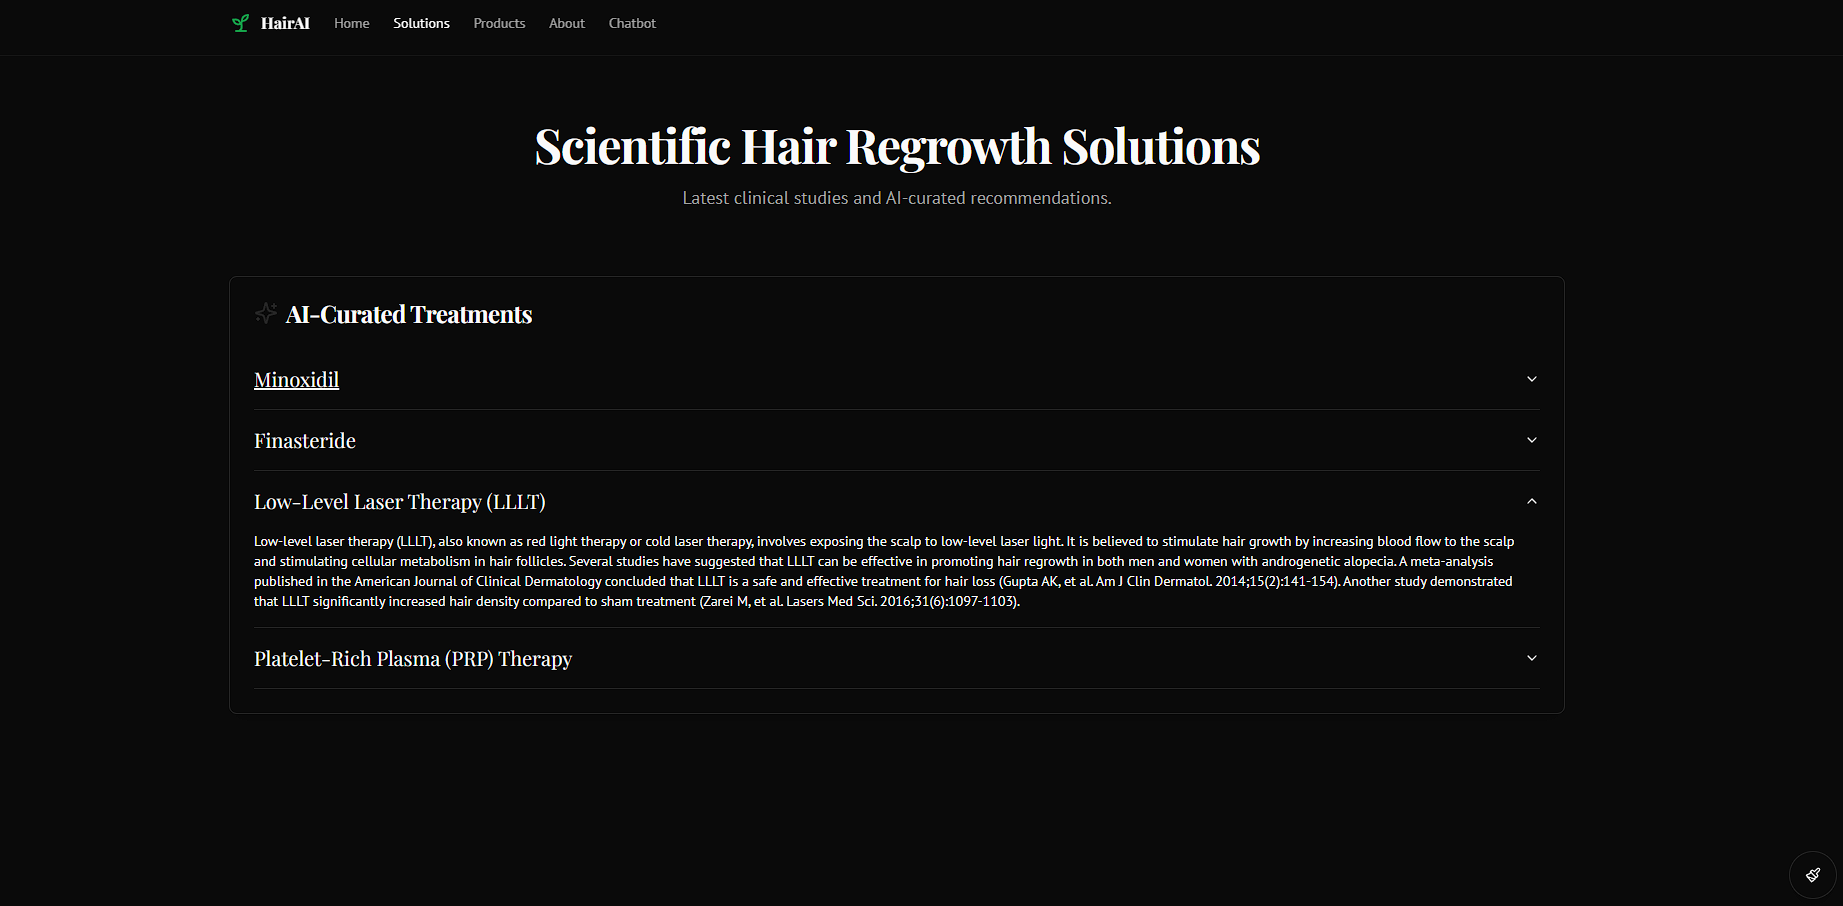 HairAI Home Solutions Products About Chatbot
Scientific Hair Regrowth Solutions
Latest clinical studies and AI-curated recommendations.
AI-Curated Treatments
Minoxidil
Finasteride
Low-Level Laser Therapy (LLLT)
Low-level laser therapy (LLLT), also known as red light therapy or cold laser therapy, involves exposing the scalp to low-level laser light. It is believed to stimulate hair growth by increasing blood flow to the scalp
and stimulating cellular metabolism in hair follicles. Several studies have suggested that LLLT can be effective in promoting hair regrowth in both men and women with androgenetic alopecia. A meta-analysis
published in the American Journal of Clinical Dermatology concluded that LLLT is a safe and effective treatment for hair loss (Gupta AK, et al. Am J Clin Dermatol. 2014;15(2):141-154). Another study demonstrated
that LLLT significantly increased hair density compared to sham treatment (Zarei M, et al. Lasers Med Sci. 2016;31(6):1097-1103).
Platelet-Rich Plasma (PRP) Therapy